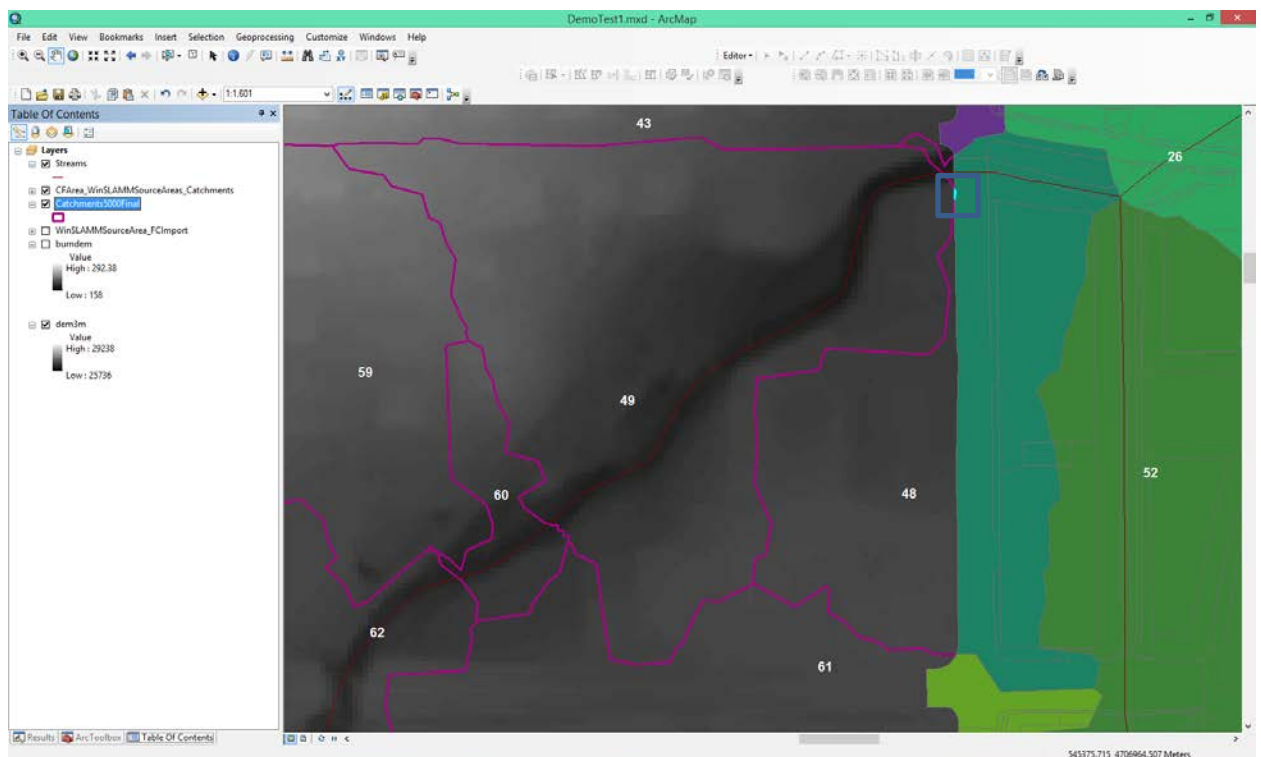 DemoTest1.mxd - ArcMap
File Edit View Bookmarks Insert Selection Geoprocessing Customize Windows Help
Editor
1:1,601
Table Of Contents
Layers
Streams
CFArea_WinSLAMMSourceAreas_Catchments
Catchments5000Final
WinSLAMMSourceArea_FCImport
burndem
Value
High : 292.38
Low : 158
dem3m
Value
High : 29238
Low : 25736
43
26
59
49
52
60
48
62
61
Results ArcToolbox Table Of Contents
545375.715 4706964.507 Meters